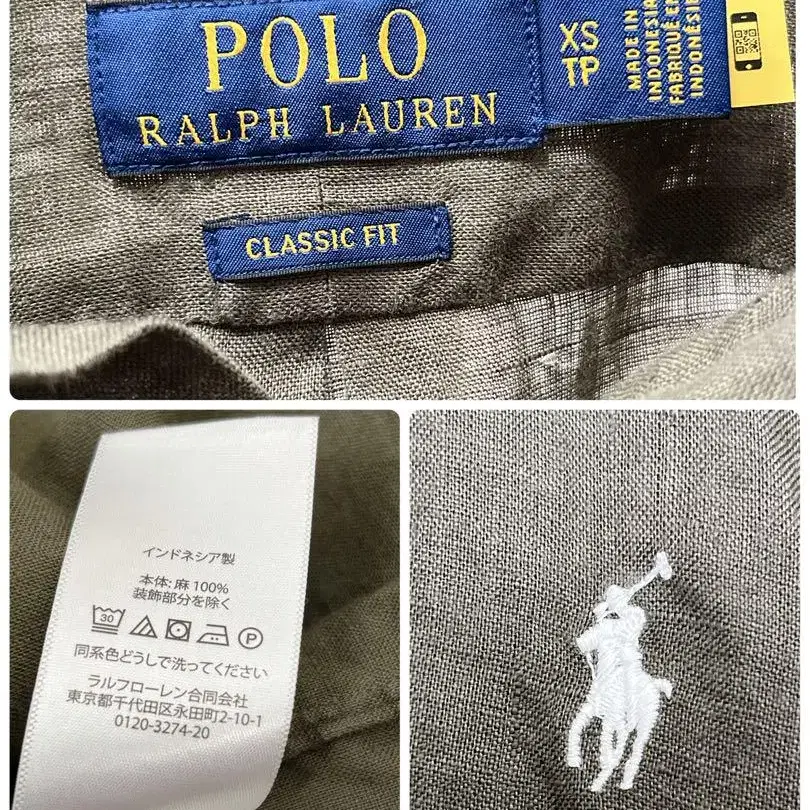 POLO
RALPH LAUREN
XS
TP
MADE IN
INDONESIA
FABRIQUÉ EN
INDONÉSIE
CLASSIC FIT
インドネシア製
本体: 麻 100%
装飾部分を除く
30
P
同系色どうしで洗ってください
ラルフローレン合同会社
東京都千代田区永田町2-10-1
0120-3274-20